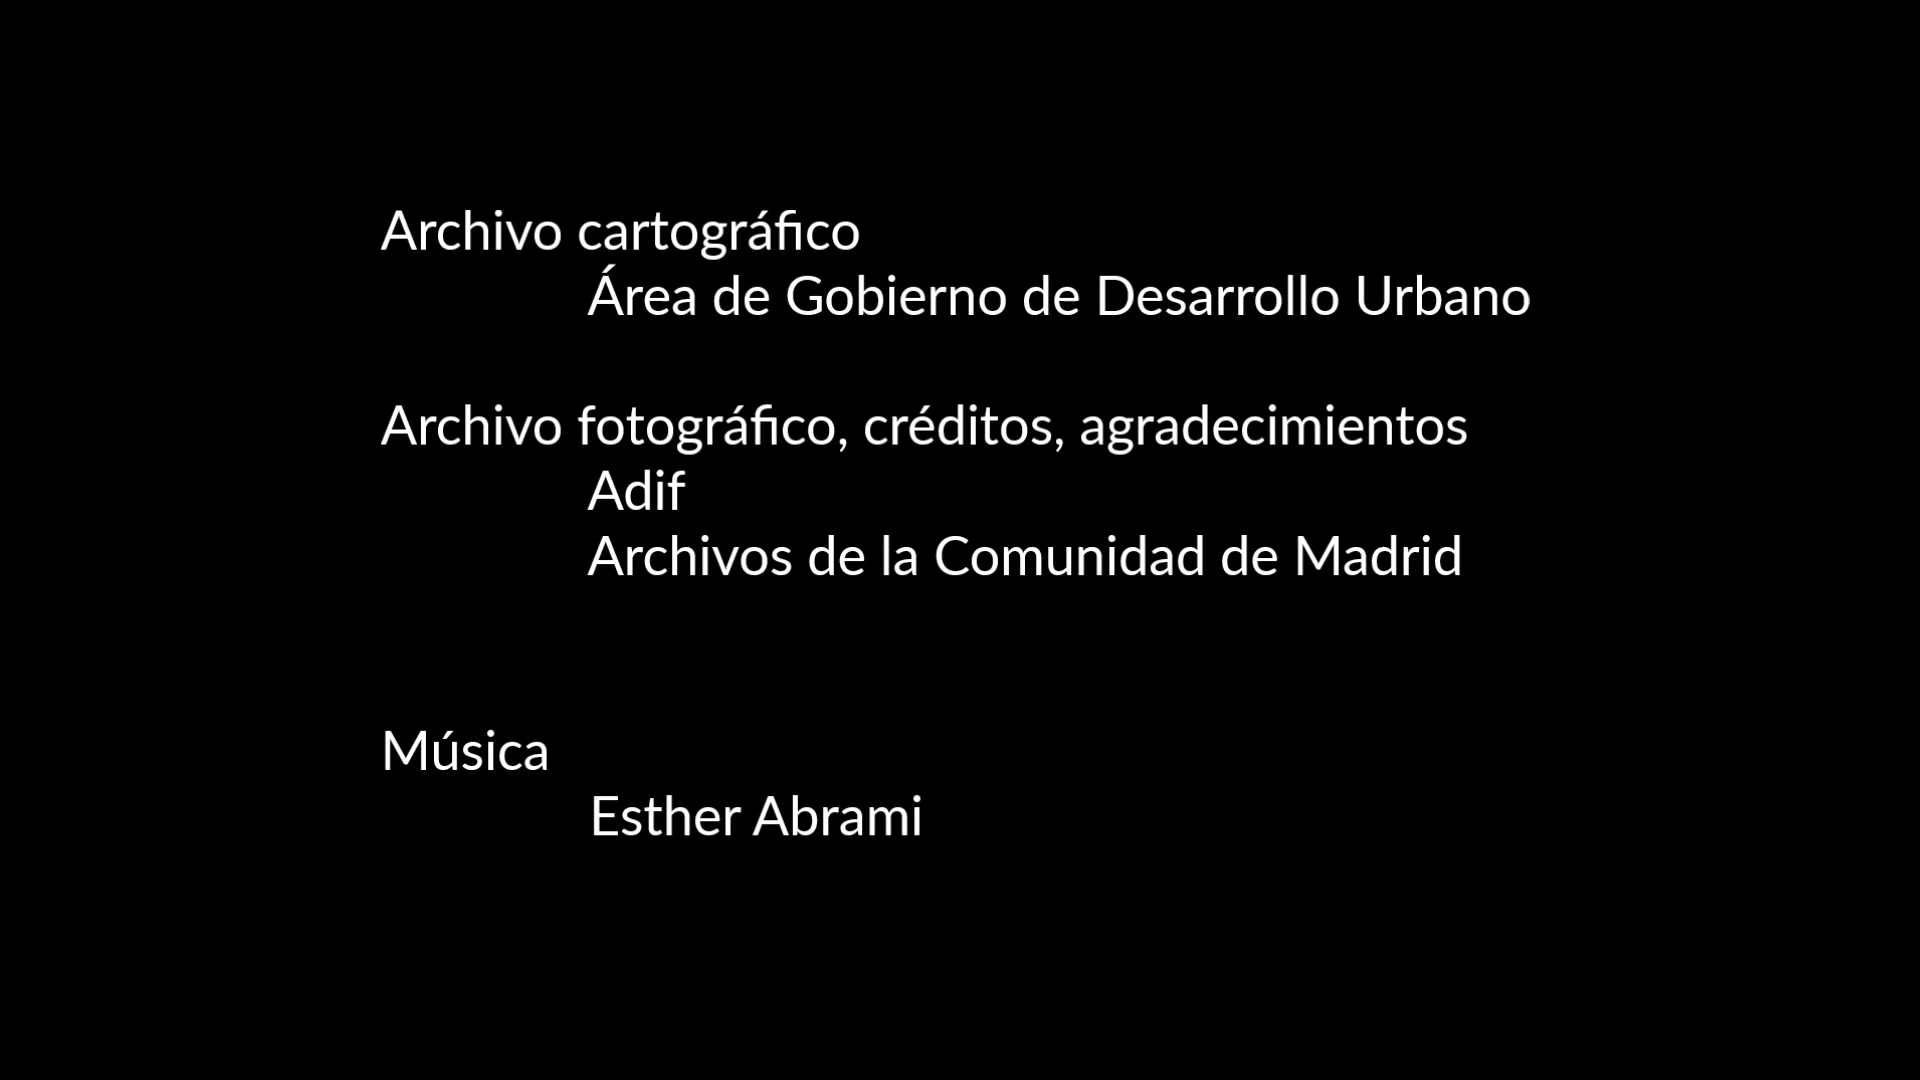 Archivo cartográfico
Área de Gobierno de Desarrollo Urbano
Archivo fotográfico, créditos, agradecimientos
Adif
Archivos de la Comunidad de Madrid
Música
Esther Abrami